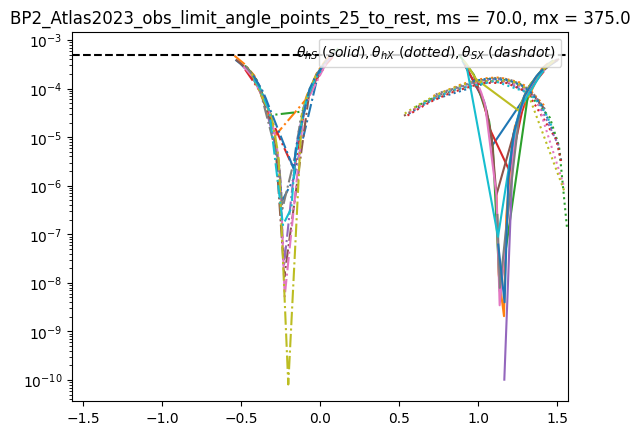 BP2_Atlas2023_obs_limit_angle_points_25_to_rest, ms = 70.0, mx = 375.0
θhS (solid), θhX (dotted), θSX (dashdot)
10⁻³
10⁻⁴
10⁻⁵
10⁻⁶
10⁻⁷
10⁻⁸
10⁻⁹
10⁻¹⁰
−1.5 −1.0 −0.5 0.0 0.5 1.0 1.5